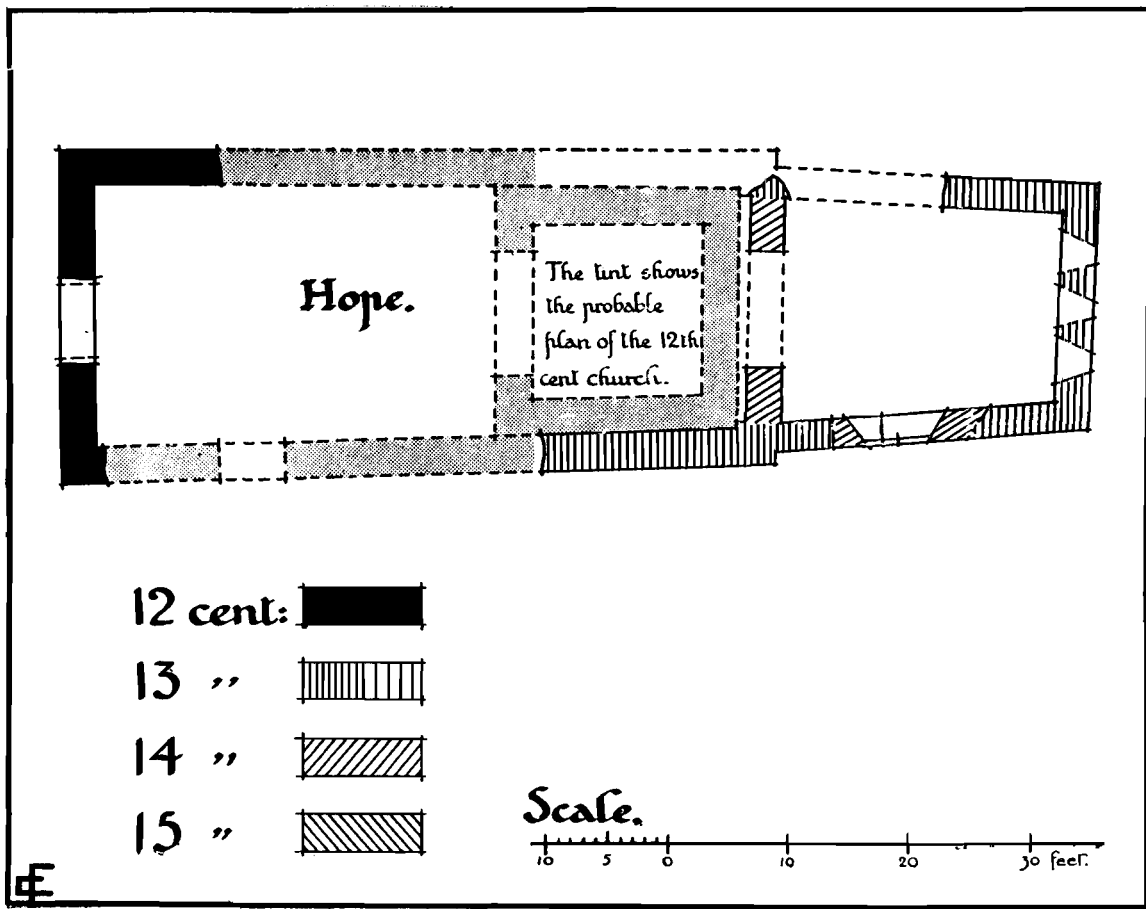 Hope.
The tint shows
the probable
plan of the 12th
cent church.
12 cent:
13 „
14 „
15 „
Scale.
10 5 0 10 20 30 feet.